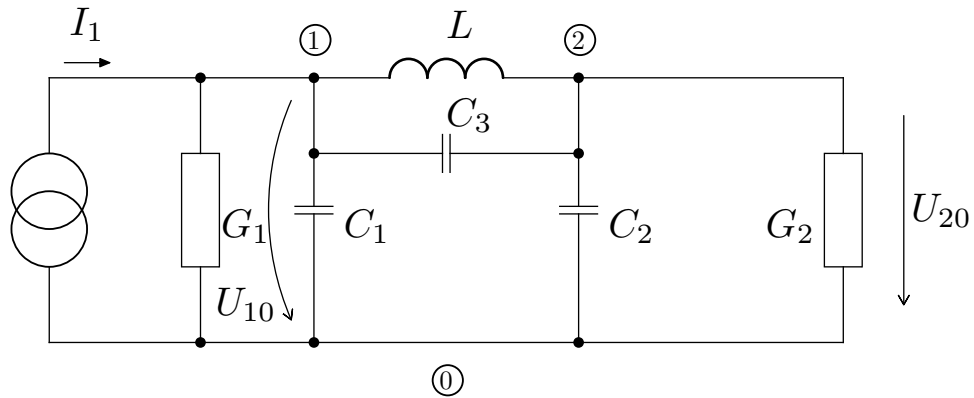 I₁
①
L
②
C₃
G₁
C₁
C₂
G₂
U₂₀
U₁₀
⓪